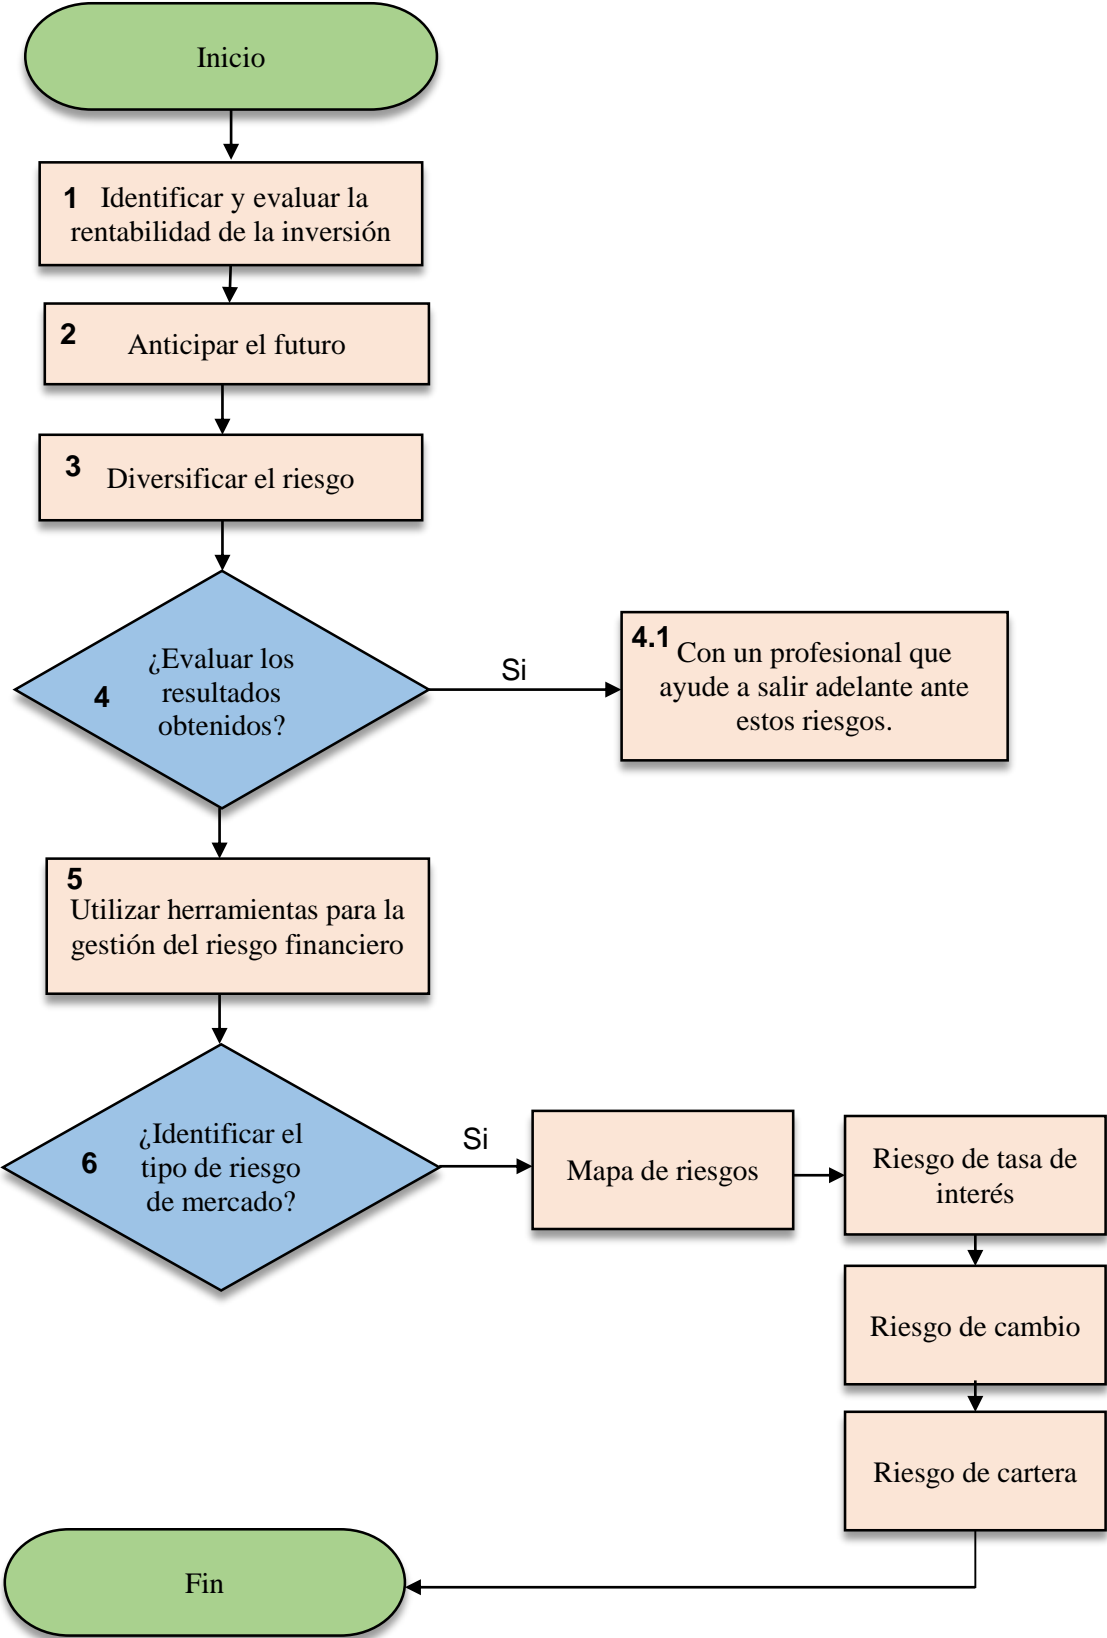 Inicio
1 Identificar y evaluar la
rentabilidad de la inversión
2
Anticipar el futuro
3
Diversificar el riesgo
¿Evaluar los
4 resultados
obtenidos?
Si
4.1
Con un profesional que
ayude a salir adelante ante
estos riesgos.
5
Utilizar herramientas para la
gestión del riesgo financiero
¿Identificar el
6 tipo de riesgo
de mercado?
Si
Mapa de riesgos
Riesgo de tasa de
interés
Riesgo de cambio
Riesgo de cartera
Fin